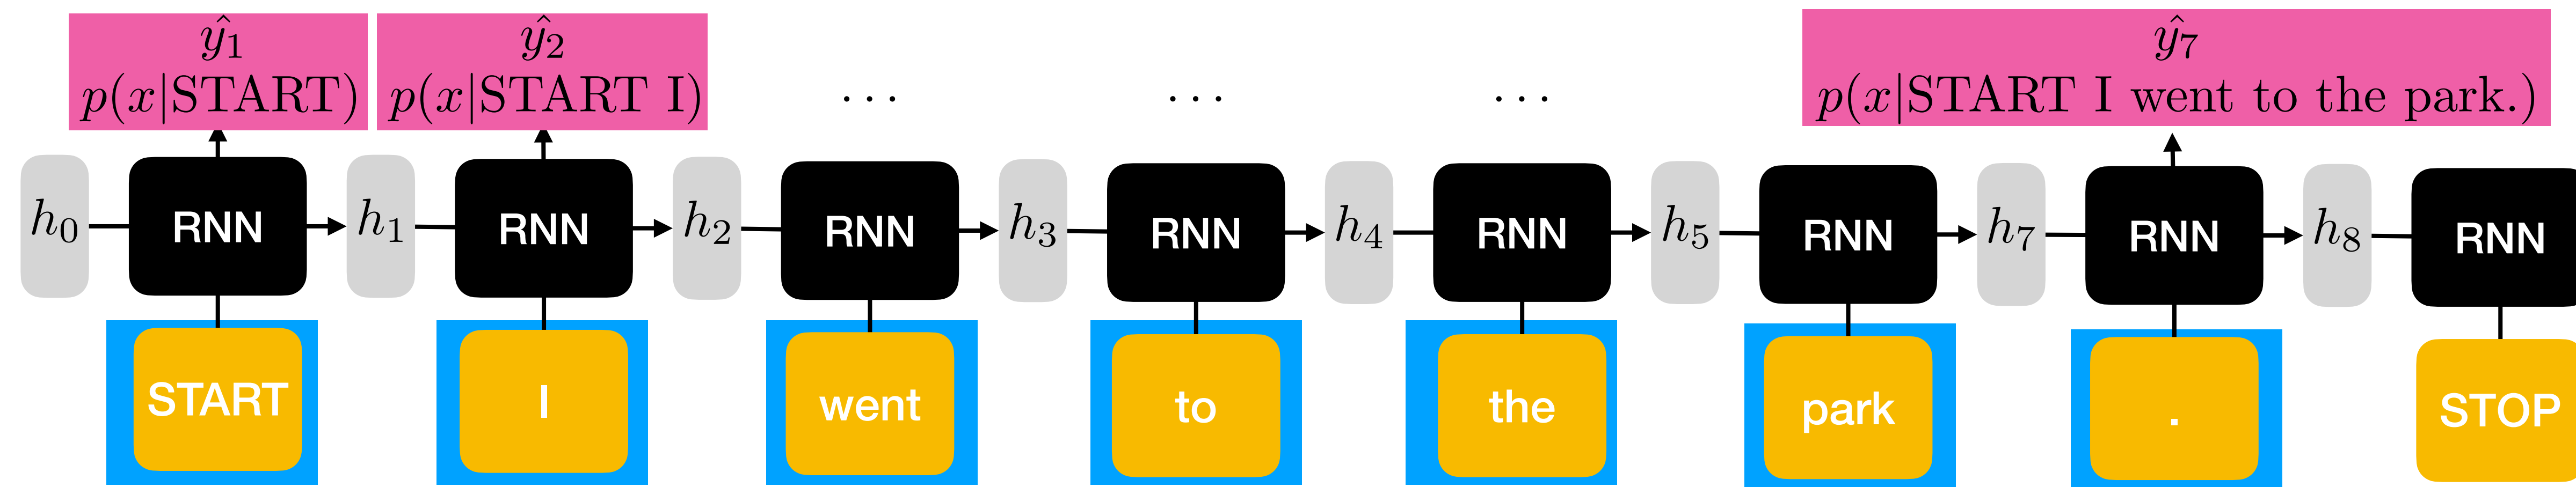 ŷ₁
p(x|START)
ŷ₂
p(x|START I)
...
...
...
ŷ₇
p(x|START I went to the park.)
h₀ RNN h₁ RNN h₂ RNN h₃ RNN h₄ RNN h₅ RNN h₇ RNN h₈ RNN
START I went to the park . STOP